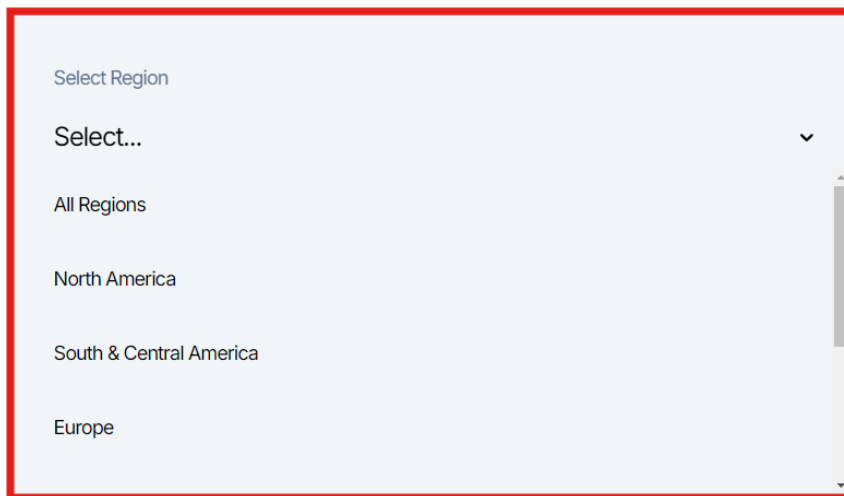 Select Region
Select...
All Regions
North America
South & Central America
Europe